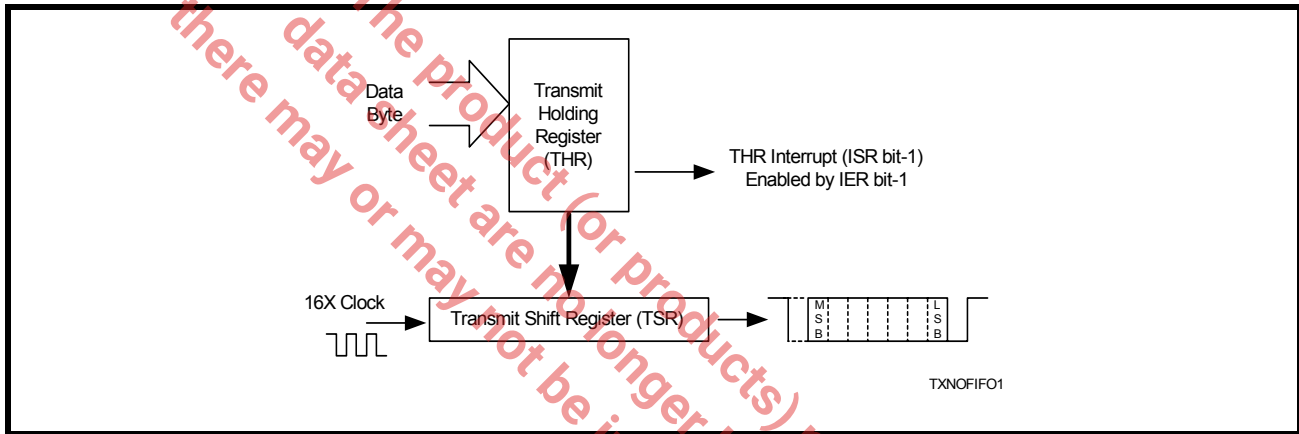 Data
Byte
Transmit
Holding
Register
(THR)
THR Interrupt (ISR bit-1)
Enabled by IER bit-1
16X Clock
Transmit Shift Register (TSR)
M
S
B
L
S
B
TXNOFIFO1
The product (or products)
data sheet are no longer
there may or may not be